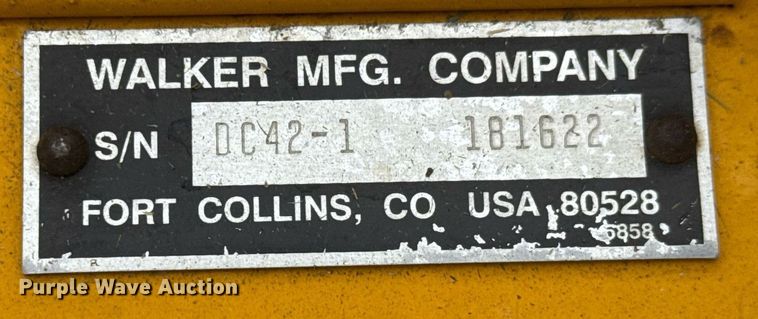 WALKER MFG. COMPANY
S/N DC42-1 181622
FORT COLLINS, CO USA 80528
5858
Purple Wave Auction